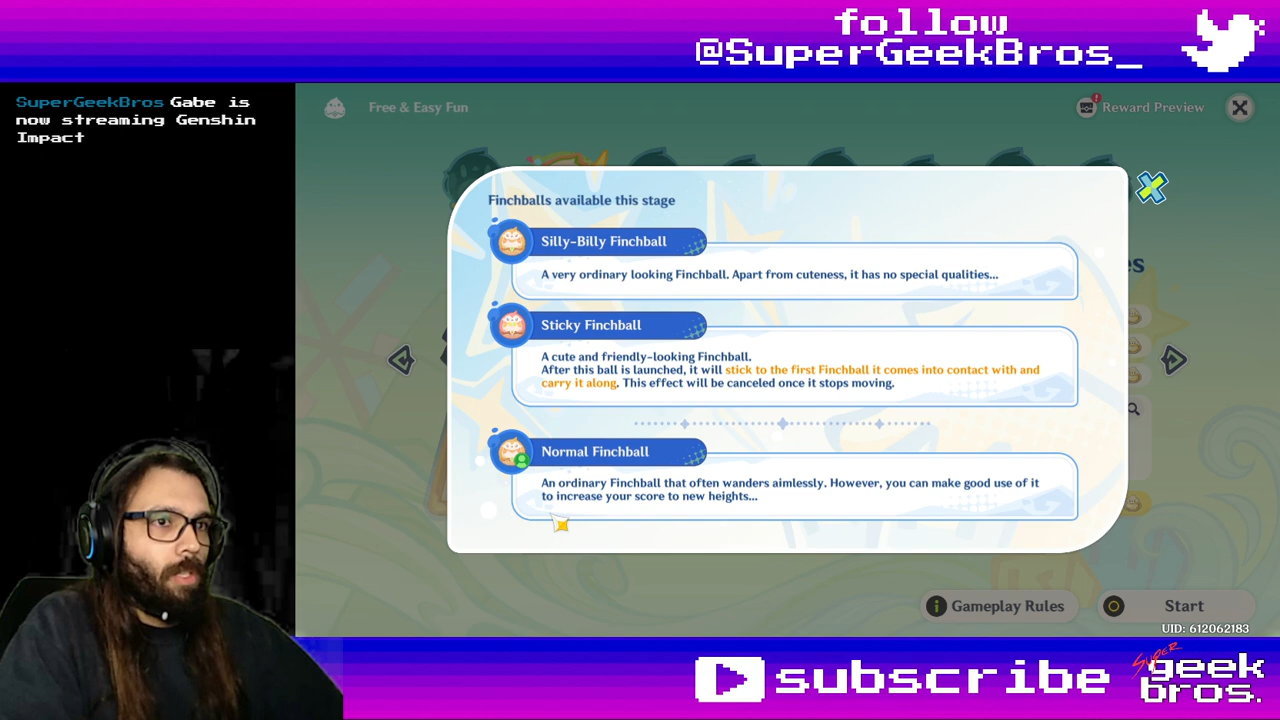 follow
@SuperGeekBros_
SuperGeekBros Gabe is
now streaming Genshin
Impact
Free & Easy Fun
Reward Preview
Finchballs available this stage
Silly-Billy Finchball
A very ordinary looking Finchball. Apart from cuteness, it has no special qualities...
Sticky Finchball
A cute and friendly-looking Finchball.
After this ball is launched, it will stick to the first Finchball it comes into contact with and
carry it along. This effect will be canceled once it stops moving.
Normal Finchball
An ordinary Finchball that often wanders aimlessly. However, you can make good use of it
to increase your score to new heights...
es
Gameplay Rules
Start
UID: 612062183
subscribe
SUPER
geek
bros.